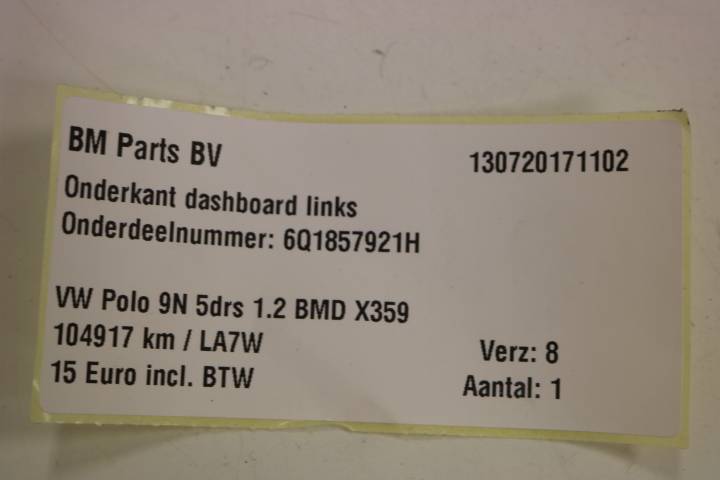 BM Parts BV 130720171102
Onderkant dashboard links
Onderdeelnummer: 6Q1857921H
VW Polo 9N 5drs 1.2 BMD X359
104917 km / LA7W Verz: 8
15 Euro incl. BTW Aantal: 1